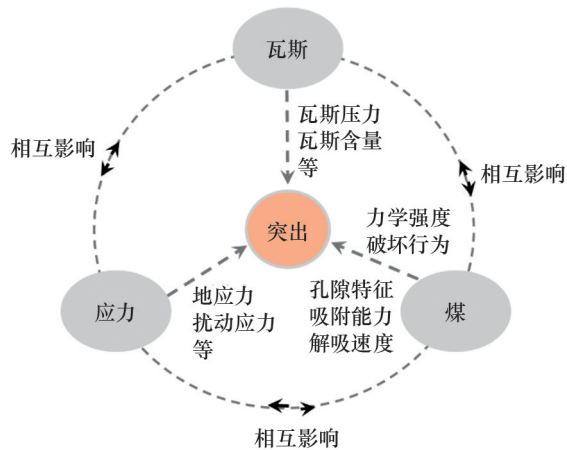 瓦斯
瓦斯压力
瓦斯含量
等
相互影响
相互影响
力学强度
破坏行为
突出
孔隙特征
吸附能力
解吸速度
地应力
扰动应力
等
应力
煤
相互影响